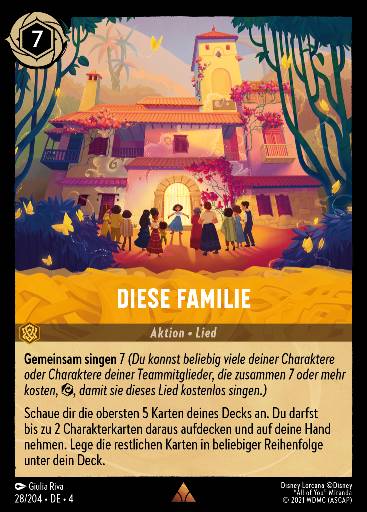 7
DIESE FAMILIE
Aktion • Lied
Gemeinsam singen 7 (Du kannst beliebig viele deiner Charaktere
oder Charaktere deiner Teammitglieder, die zusammen 7 oder mehr
kosten, , damit sie dieses Lied kostenlos singen.)
Schaue dir die obersten 5 Karten deines Decks an. Du darfst
bis zu 2 Charakterkarten daraus aufdecken und auf deine Hand
nehmen. Lege die restlichen Karten in beliebiger Reihenfolge
unter dein Deck.
Giulia Riva
28/204 • DE • 4
Disney Lorcana ©Disney
"All of You" Miranda
© 2021 WDMC (ASCAP)